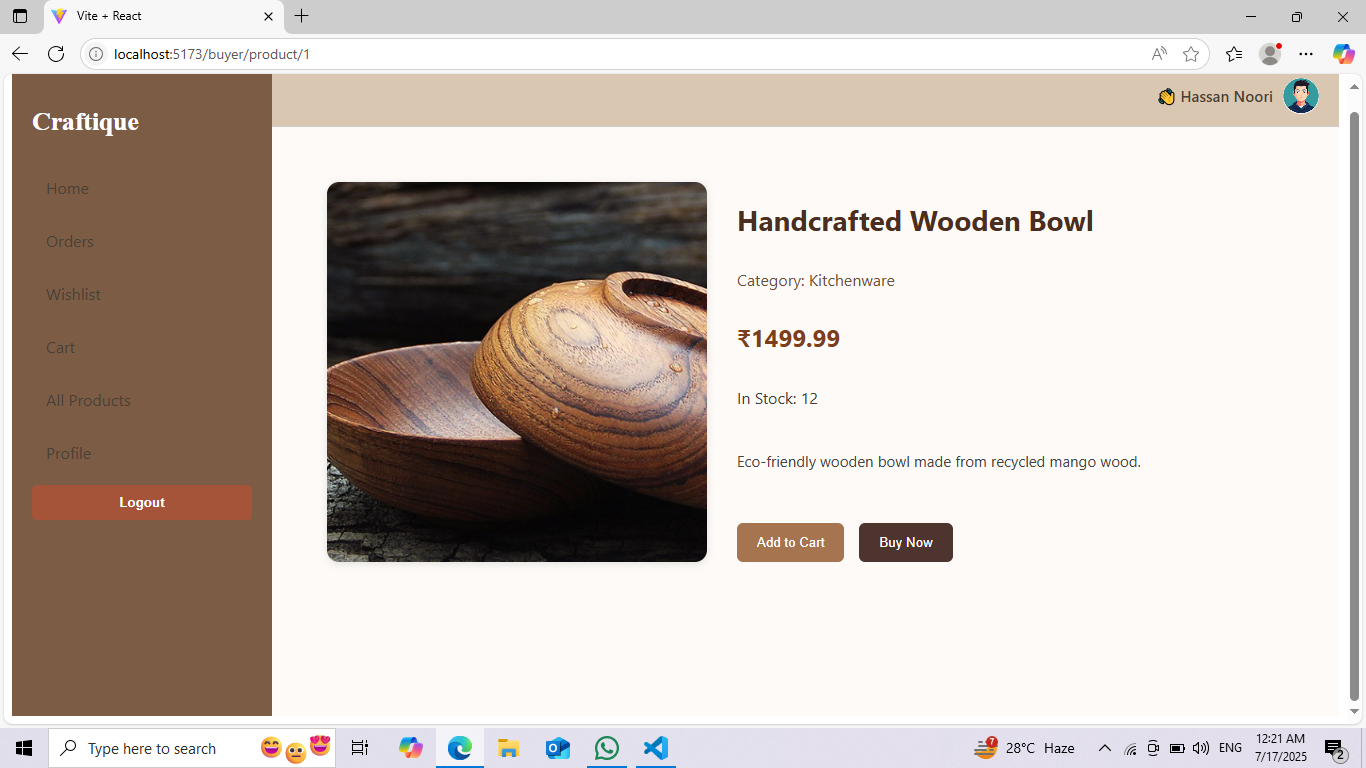 Vite + React
localhost:5173/buyer/product/1
Craftique
Hassan Noori
Home
Orders
Wishlist
Cart
All Products
Profile
Logout
Handcrafted Wooden Bowl
Category: Kitchenware
₹1499.99
In Stock: 12
Eco-friendly wooden bowl made from recycled mango wood.
Add to Cart
Buy Now
Type here to search
7
28°C Haze
ENG
12:21 AM
7/17/2025
2